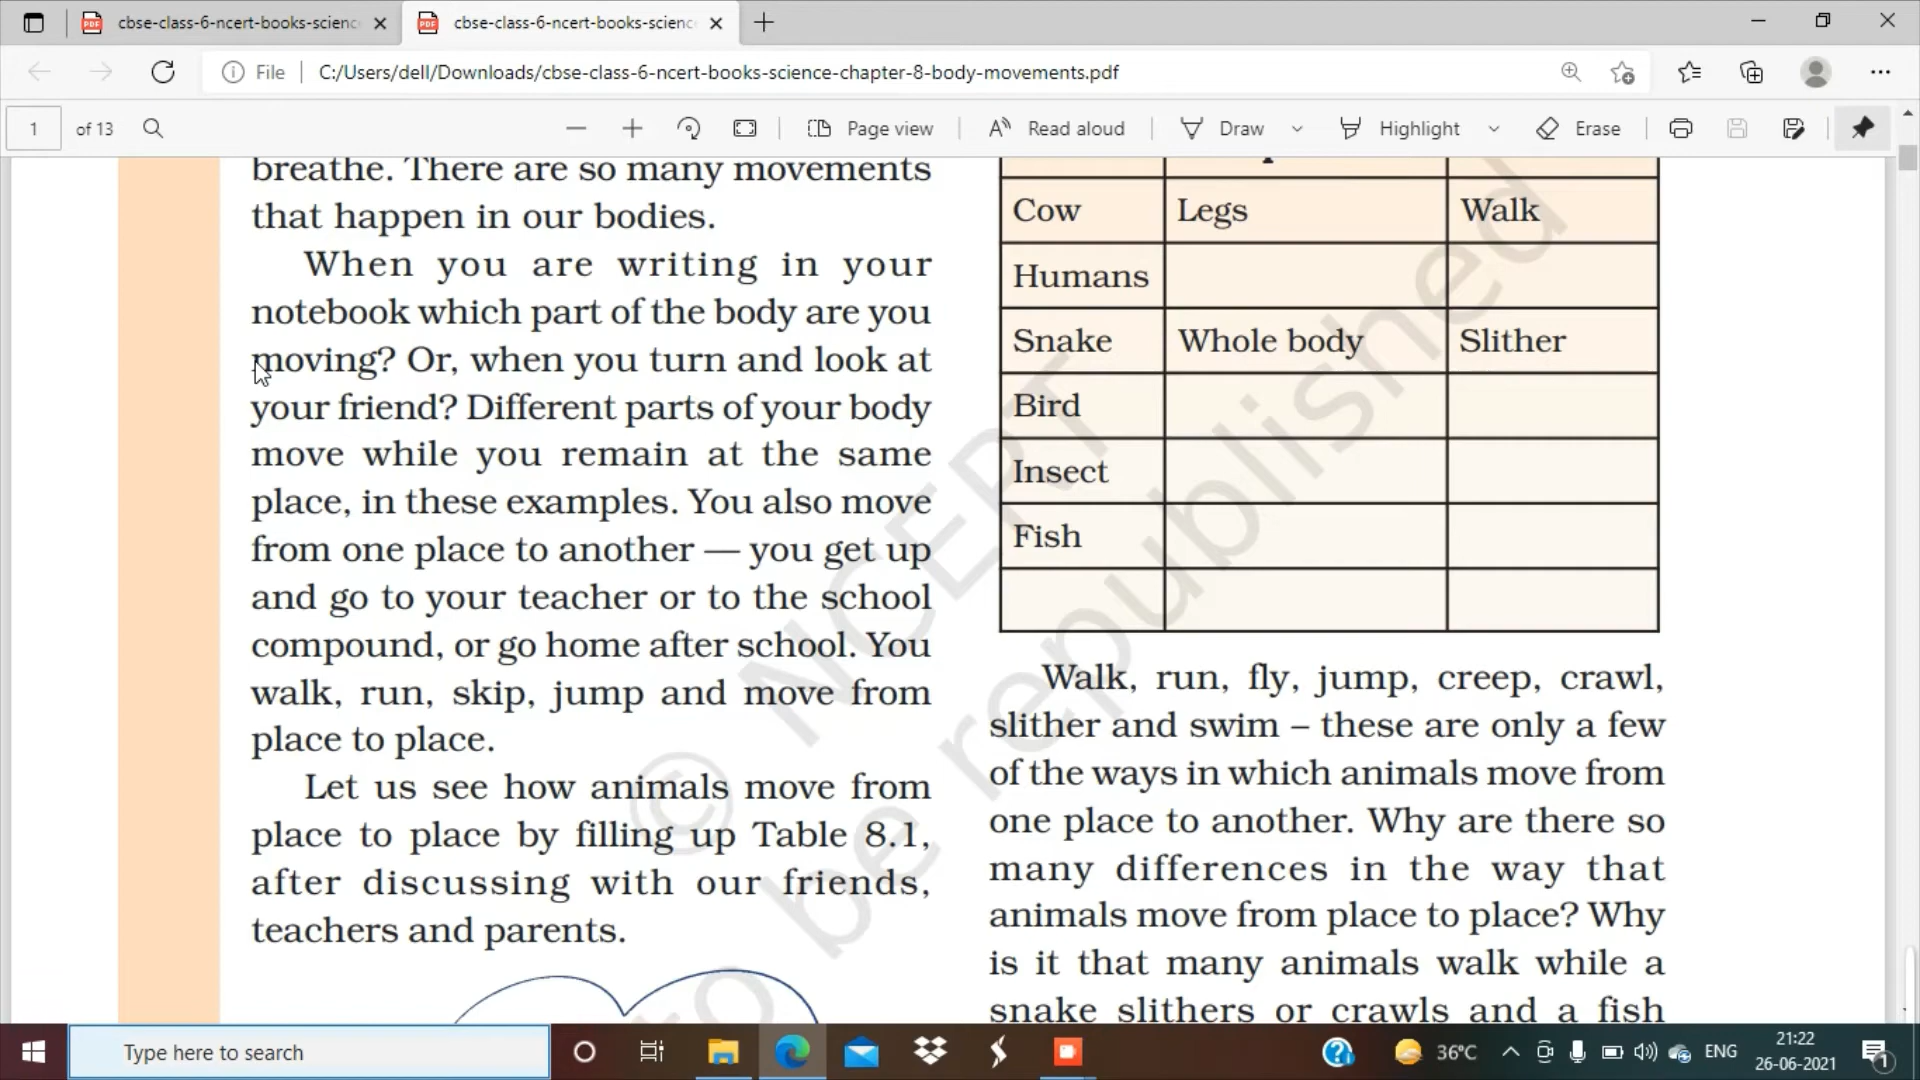 cbse-class-6-ncert-books-science
cbse-class-6-ncert-books-science
File
C:/Users/dell/Downloads/cbse-class-6-ncert-books-science-chapter-8-body-movements.pdf
1 of 13
Page view
Read aloud
Draw
Highlight
Erase
breathe. There are so many movements
that happen in our bodies.
When you are writing in your
notebook which part of the body are you
moving? Or, when you turn and look at
your friend? Different parts of your body
move while you remain at the same
place, in these examples. You also move
from one place to another — you get up
and go to your teacher or to the school
compound, or go home after school. You
walk, run, skip, jump and move from
place to place.
Let us see how animals move from
place to place by filling up Table 8.1,
after discussing with our friends,
teachers and parents.
Cow Legs Walk
Humans
Snake Whole body Slither
Bird
Insect
Fish
Walk, run, fly, jump, creep, crawl,
slither and swim – these are only a few
of the ways in which animals move from
one place to another. Why are there so
many differences in the way that
animals move from place to place? Why
is it that many animals walk while a
snake slithers or crawls and a fish
© NCERT
to be republished
Type here to search
36°C
ENG
21:22
26-06-2021
1